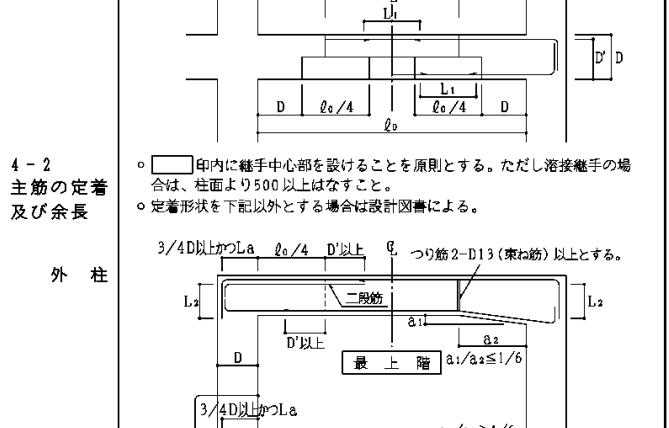 L₁
D' D
L₁
D ℓ₀/4 ℓ₀/4 D
ℓ₀
4-2
主筋の定着
及び余長
○ □印内に継手中心部を設けることを原則とする。ただし溶接継手の場
合は、柱面より500以上はなすこと。
○ 定着形状を下記以外とする場合は設計図書による。
外 柱
3/4D以上かつLa ℓ₀/4 D'以上 ℄ つり筋2-D13(束ね筋)以上とする。
L₂ 二段筋 L₂
a₁
D'以上 a₂
D 最 上 階 a₁/a₂≦1/6
3/4D以上かつLa